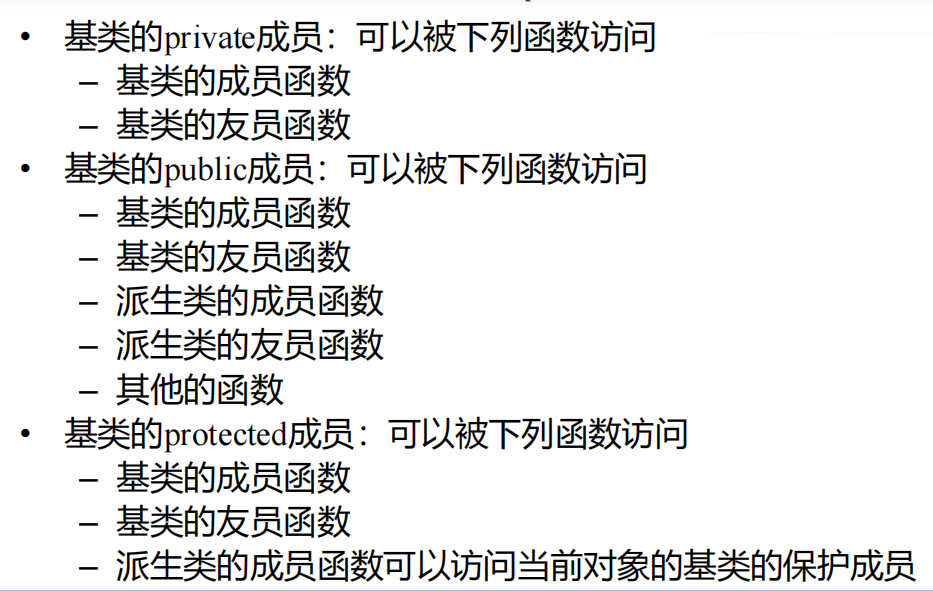 • 基类的private成员：可以被下列函数访问
– 基类的成员函数
– 基类的友员函数
• 基类的public成员：可以被下列函数访问
– 基类的成员函数
– 基类的友员函数
– 派生类的成员函数
– 派生类的友员函数
– 其他的函数
• 基类的protected成员：可以被下列函数访问
– 基类的成员函数
– 基类的友员函数
– 派生类的成员函数可以访问当前对象的基类的保护成员